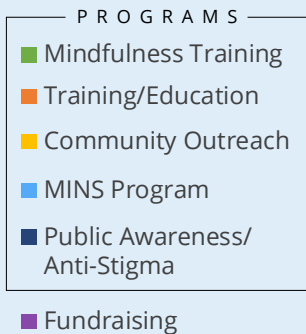 PROGRAMS
Mindfulness Training
Training/Education
Community Outreach
MINS Program
Public Awareness/
Anti-Stigma
Fundraising